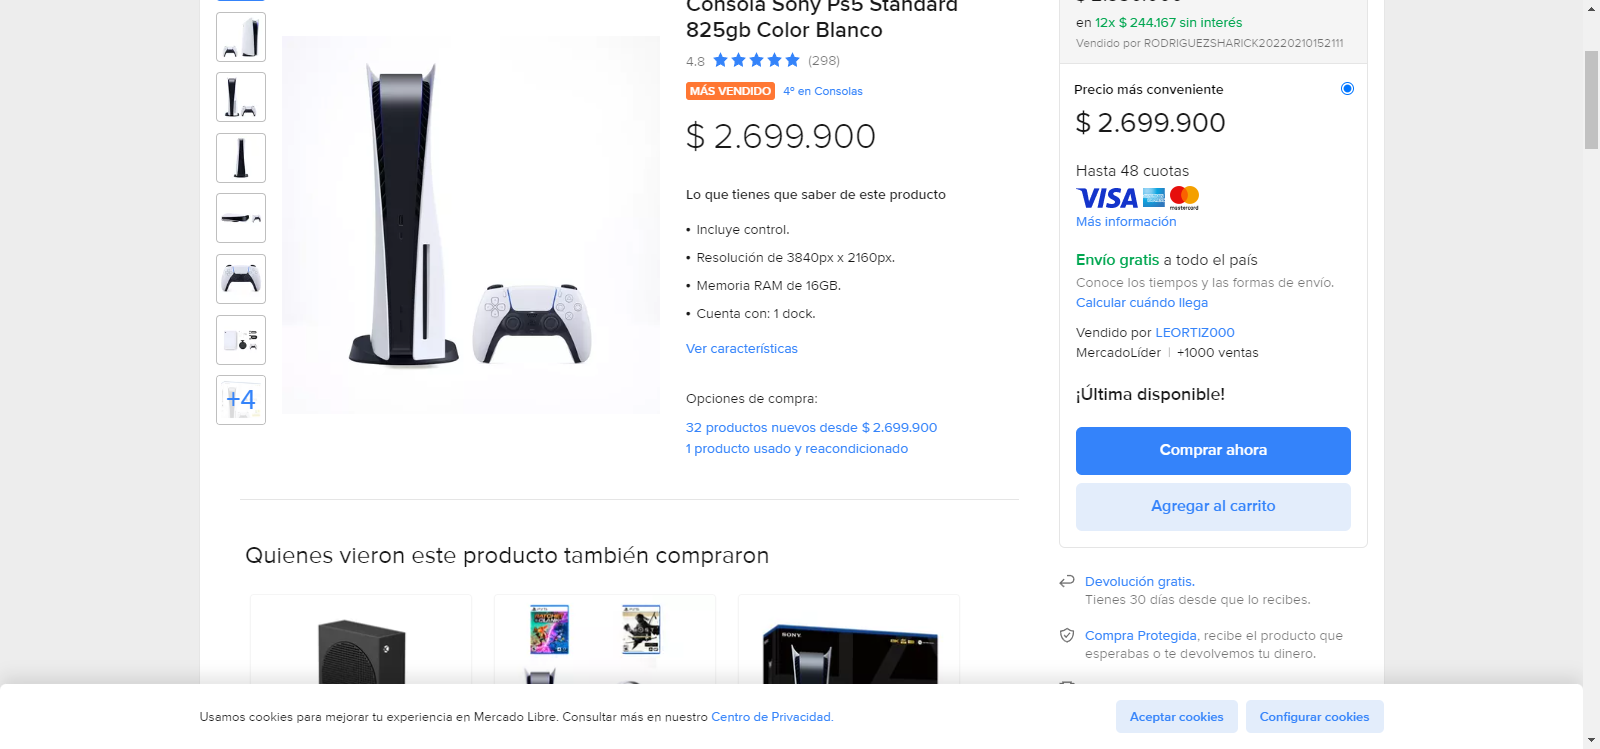 Consola Sony Ps5 Standard
825gb Color Blanco
4.8 (298)
MÁS VENDIDO 4º en Consolas
$ 2.699.900
Lo que tienes que saber de este producto
• Incluye control.
• Resolución de 3840px x 2160px.
• Memoria RAM de 16GB.
• Cuenta con: 1 dock.
Ver características
Opciones de compra:
32 productos nuevos desde $ 2.699.900
1 producto usado y reacondicionado
+4
Quienes vieron este producto también compraron
SONY
en 12x $ 244.167 sin interés
Vendido por RODRIGUEZSHARICK20220210152111
Precio más conveniente
$ 2.699.900
Hasta 48 cuotas
VISA
mastercard
Más información
Envío gratis a todo el país
Conoce los tiempos y las formas de envío.
Calcular cuándo llega
Vendido por LEORTIZ000
MercadoLíder | +1000 ventas
¡Última disponible!
Comprar ahora
Agregar al carrito
Devolución gratis.
Tienes 30 días desde que lo recibes.
Compra Protegida, recibe el producto que
esperabas o te devolvemos tu dinero.
Usamos cookies para mejorar tu experiencia en Mercado Libre. Consultar más en nuestro Centro de Privacidad.
Aceptar cookies
Configurar cookies